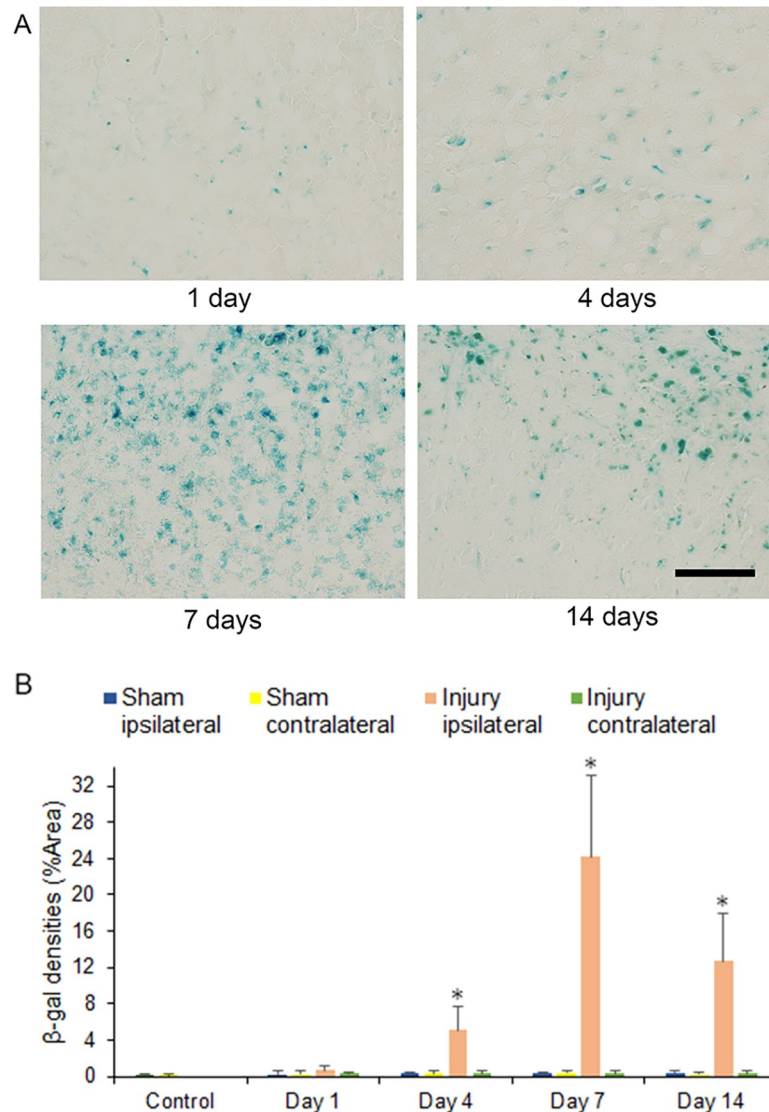 A
1 day
4 days
7 days
14 days
B
Sham ipsilateral
Sham contralateral
Injury ipsilateral
Injury contralateral
β-gal densities (%Area)
32
28
24
20
16
12
8
4
0
*
*
*
Control
Day 1
Day 4
Day 7
Day 14